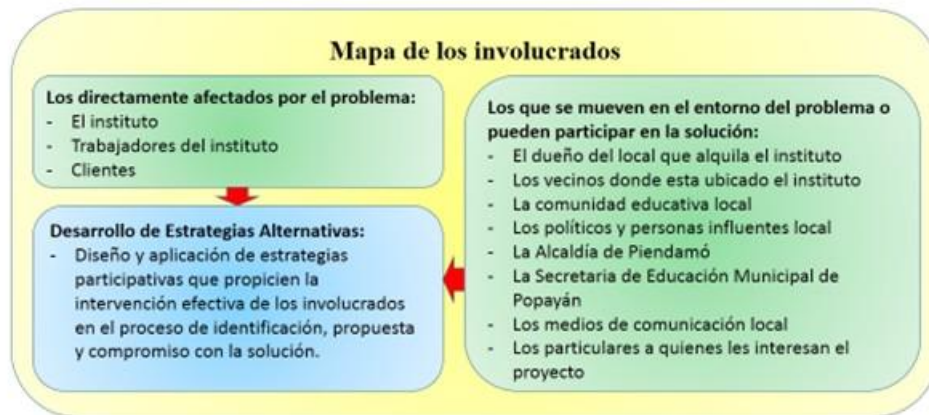 Mapa de los involucrados
Los directamente afectados por el problema:
- El instituto
- Trabajadores del instituto
- Clientes
Desarrollo de Estrategias Alternativas:
- Diseño y aplicación de estrategias
participativas que propicien la
intervención efectiva de los involucrados
en el proceso de identificación, propuesta
y compromiso con la solución.
Los que se mueven en el entorno del problema o
pueden participar en la solución:
- El dueño del local que alquila el instituto
- Los vecinos donde esta ubicado el instituto
- La comunidad educativa local
- Los políticos y personas influentes local
- La Alcaldía de Piendamó
- La Secretaria de Educación Municipal de
Popayán
- Los medios de comunicación local
- Los particulares a quienes les interesan el
proyecto